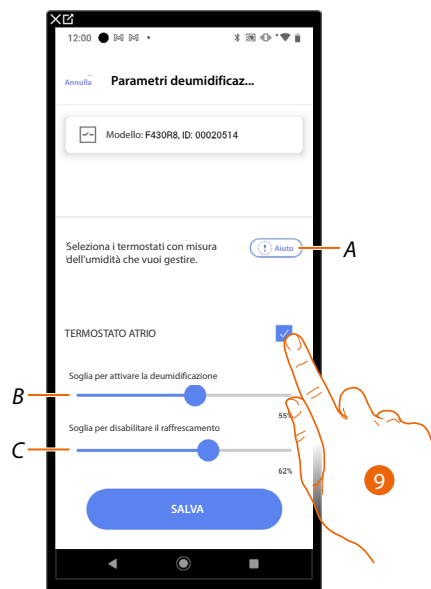 12:00
Annulla
Parametri deumidificaz...
Modello: F430R8, ID: 00020514
Seleziona i termostati con misura
dell'umidità che vuoi gestire.
Aiuto
A
TERMOSTATO ATRIO
Soglia per attivare la deumidificazione
B
55%
Soglia per disabilitare il raffrescamento
C
62%
9
SALVA